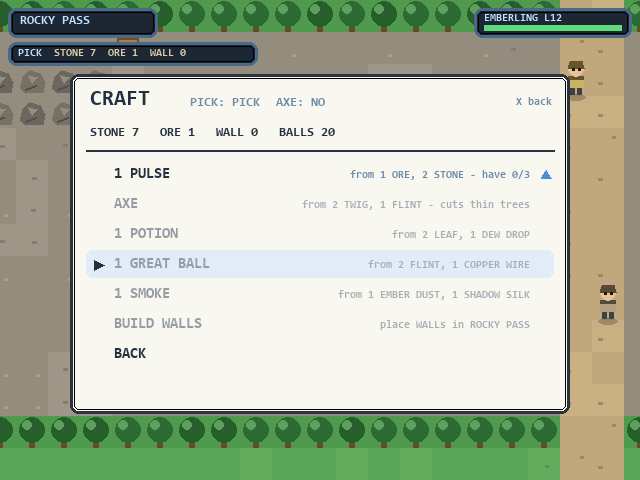 ROCKY PASS
EMBERLING L12
PICK STONE 7 ORE 1 WALL 0
CRAFT PICK: PICK AXE: NO X back
STONE 7 ORE 1 WALL 0 BALLS 20
1 PULSE from 1 ORE, 2 STONE - have 0/3
AXE from 2 TWIG, 1 FLINT - cuts thin trees
1 POTION from 2 LEAF, 1 DEW DROP
1 GREAT BALL from 2 FLINT, 1 COPPER WIRE
1 SMOKE from 1 EMBER DUST, 1 SHADOW SILK
BUILD WALLS place WALLs in ROCKY PASS
BACK